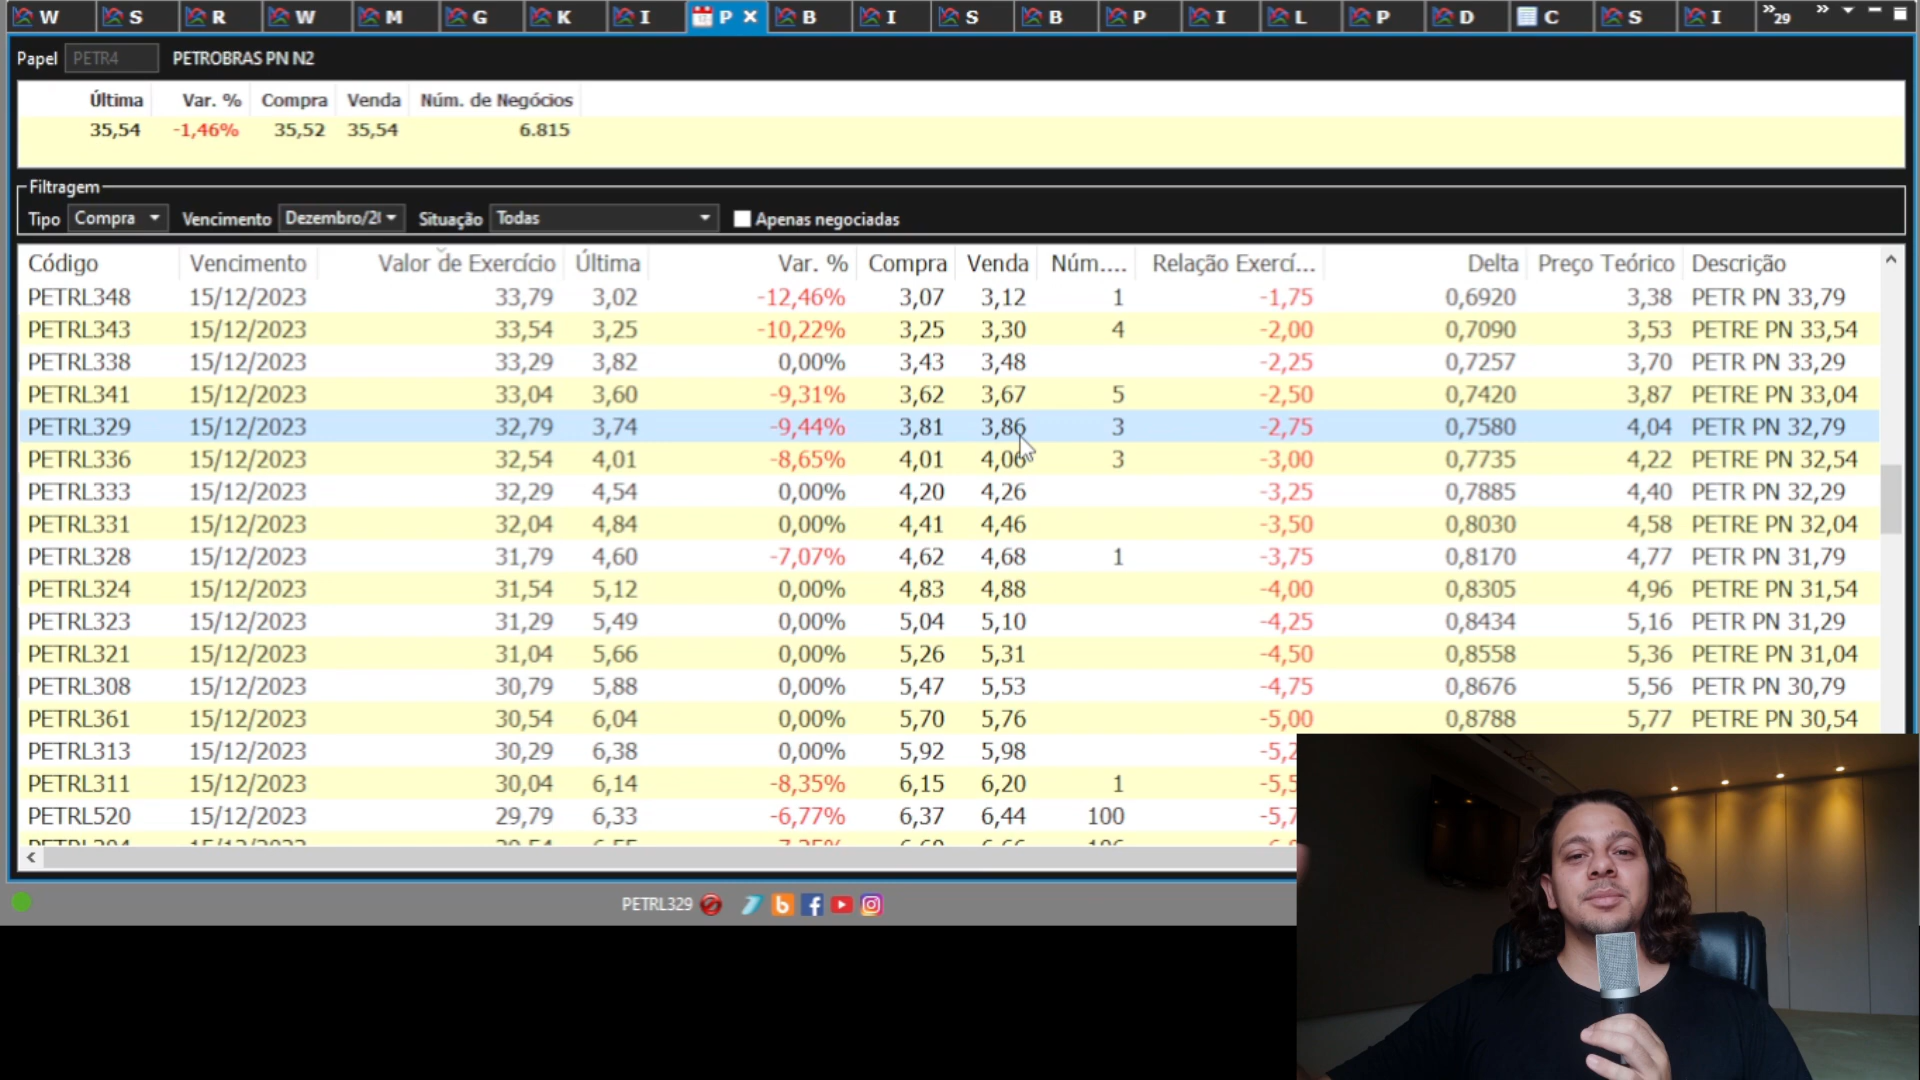 W S R W M G K I P B I S B P I L P D C S I 29
Papel PETR4 PETROBRAS PN N2
Última Var. % Compra Venda Núm. de Negócios
35,54 -1,46% 35,52 35,54 6.815
Filtragem
Tipo Compra Vencimento Dezembro/20 Situação Todas Apenas negociadas
Código Vencimento Valor de Exercício Última Var. % Compra Venda Núm.... Relação Exercí... Delta Preço Teórico Descrição
PETRL348 15/12/2023 33,79 3,02 -12,46% 3,07 3,12 1 -1,75 0,6920 3,38 PETR PN 33,79
PETRL343 15/12/2023 33,54 3,25 -10,22% 3,25 3,30 4 -2,00 0,7090 3,53 PETRE PN 33,54
PETRL338 15/12/2023 33,29 3,82 0,00% 3,43 3,48 -2,25 0,7257 3,70 PETR PN 33,29
PETRL341 15/12/2023 33,04 3,60 -9,31% 3,62 3,67 5 -2,50 0,7420 3,87 PETRE PN 33,04
PETRL329 15/12/2023 32,79 3,74 -9,44% 3,81 3,86 3 -2,75 0,7580 4,04 PETR PN 32,79
PETRL336 15/12/2023 32,54 4,01 -8,65% 4,01 4,06 3 -3,00 0,7735 4,22 PETRE PN 32,54
PETRL333 15/12/2023 32,29 4,54 0,00% 4,20 4,26 -3,25 0,7885 4,40 PETR PN 32,29
PETRL331 15/12/2023 32,04 4,84 0,00% 4,41 4,46 -3,50 0,8030 4,58 PETRE PN 32,04
PETRL328 15/12/2023 31,79 4,60 -7,07% 4,62 4,68 1 -3,75 0,8170 4,77 PETR PN 31,79
PETRL324 15/12/2023 31,54 5,12 0,00% 4,83 4,88 -4,00 0,8305 4,96 PETRE PN 31,54
PETRL323 15/12/2023 31,29 5,49 0,00% 5,04 5,10 -4,25 0,8434 5,16 PETR PN 31,29
PETRL321 15/12/2023 31,04 5,66 0,00% 5,26 5,31 -4,50 0,8558 5,36 PETRE PN 31,04
PETRL308 15/12/2023 30,79 5,88 0,00% 5,47 5,53 -4,75 0,8676 5,56 PETR PN 30,79
PETRL361 15/12/2023 30,54 6,04 0,00% 5,70 5,76 -5,00 0,8788 5,77 PETRE PN 30,54
PETRL313 15/12/2023 30,29 6,38 0,00% 5,92 5,98 -5,2
PETRL311 15/12/2023 30,04 6,14 -8,35% 6,15 6,20 1 -5,5
PETRL520 15/12/2023 29,79 6,33 -6,77% 6,37 6,44 100 -5,7
PETRL329